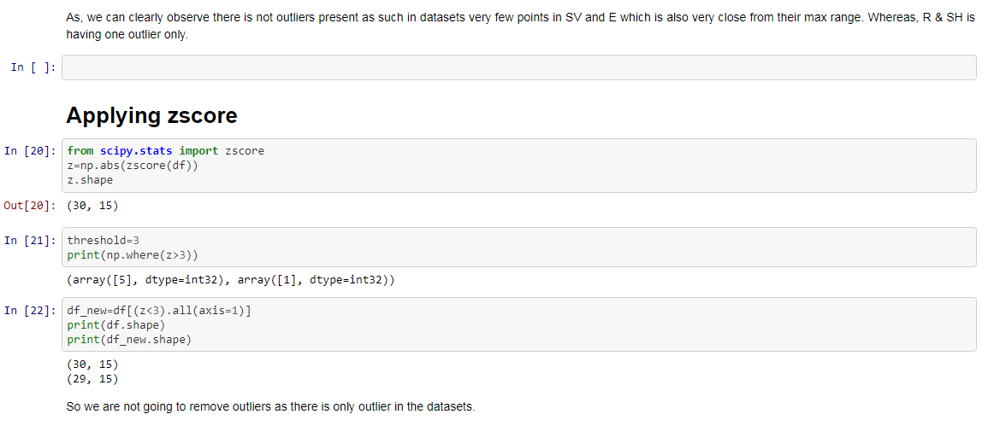 As, we can clearly observe there is not outliers present as such in datasets very few points in SV and E which is also very close from their max range. Whereas, R & SH is
having one outlier only.
In [ ]:
Applying zscore
In [20]: from scipy.stats import zscore
z=np.abs(zscore(df))
z.shape
Out[20]: (30, 15)
In [21]: threshold=3
print(np.where(z>3))
(array([5], dtype=int32), array([1], dtype=int32))
In [22]: df_new=df[(z<3).all(axis=1)]
print(df.shape)
print(df_new.shape)
(30, 15)
(29, 15)
So we are not going to remove outliers as there is only outlier in the datasets.